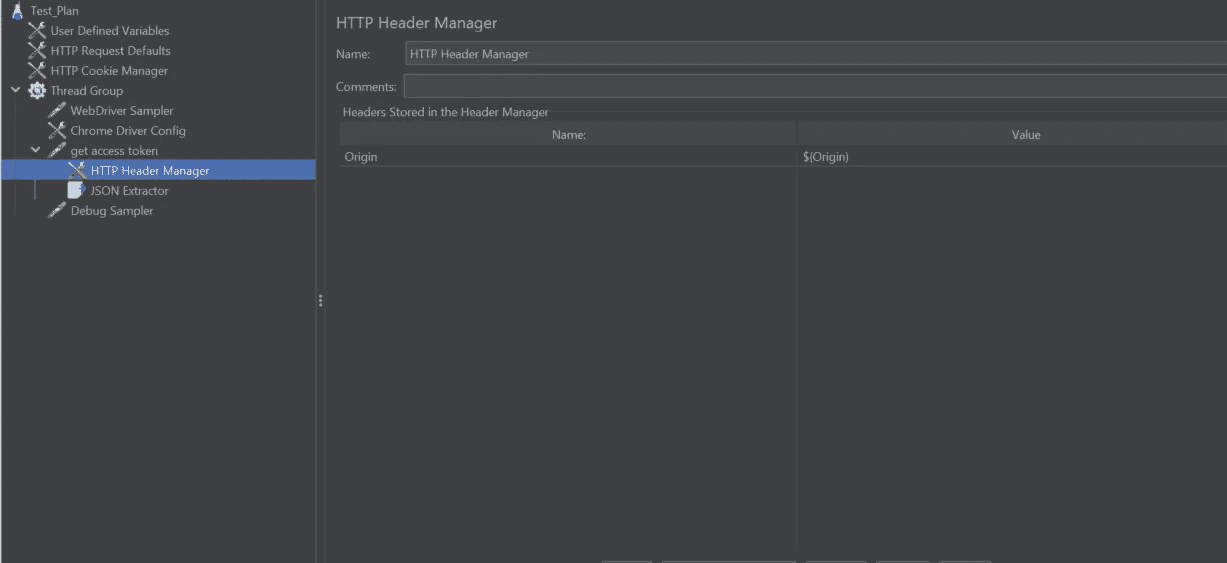 Test_Plan
User Defined Variables
HTTP Request Defaults
HTTP Cookie Manager
Thread Group
WebDriver Sampler
Chrome Driver Config
get access token
HTTP Header Manager
JSON Extractor
Debug Sampler
HTTP Header Manager
Name: HTTP Header Manager
Comments:
Headers Stored in the Header Manager
Name: Value
Origin ${Origin}